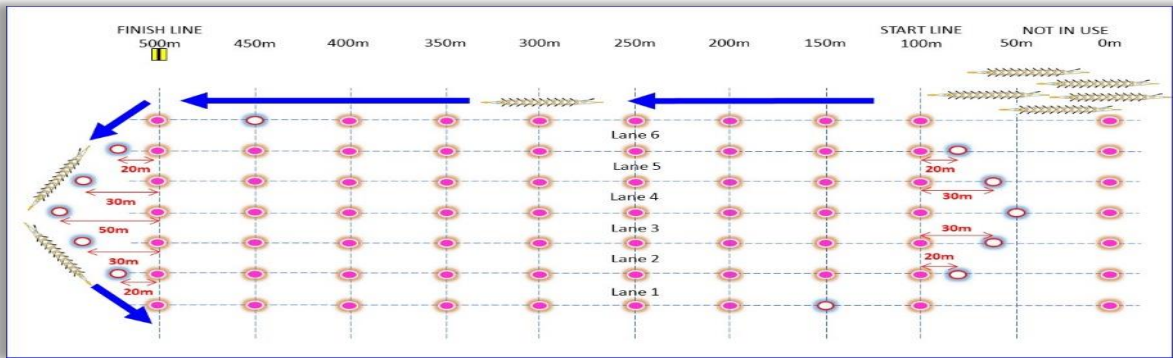 FINISH LINE START LINE NOT IN USE
500m 450m 400m 350m 300m 250m 200m 150m 100m 50m 0m
Lane 6
20m Lane 5 20m
30m Lane 4 30m
50m Lane 3 30m
30m Lane 2 20m
20m Lane 1